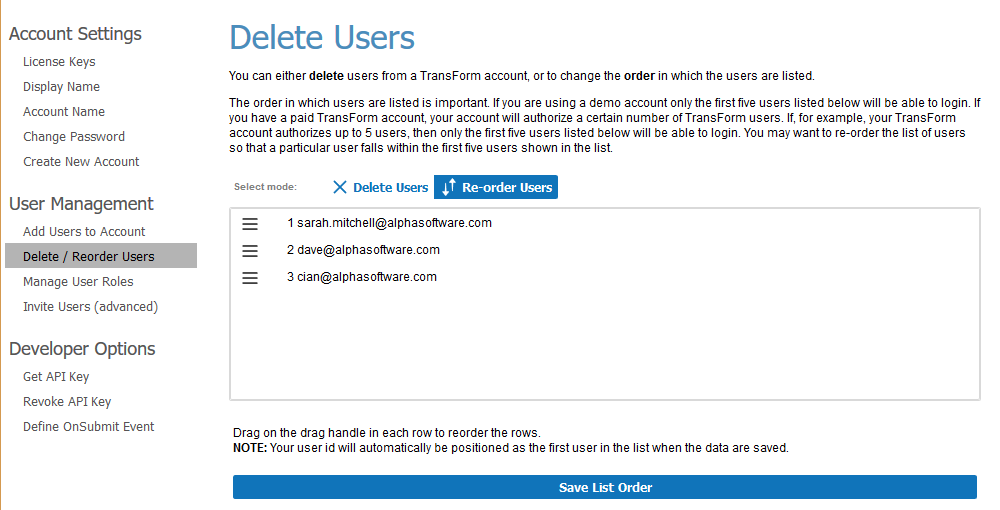 Account Settings
License Keys
Display Name
Account Name
Change Password
Create New Account
User Management
Add Users to Account
Delete / Reorder Users
Manage User Roles
Invite Users (advanced)
Developer Options
Get API Key
Revoke API Key
Define OnSubmit Event
Delete Users
You can either delete users from a TransForm account, or to change the order in which the users are listed.
The order in which users are listed is important. If you are using a demo account only the first five users listed below will be able to login. If
you have a paid TransForm account, your account will authorize a certain number of TransForm users. If, for example, your TransForm
account authorizes up to 5 users, then only the first five users listed below will be able to login. You may want to re-order the list of users
so that a particular user falls within the first five users shown in the list.
Select mode: Delete Users Re-order Users
1 sarah.mitchell@alphasoftware.com
2 dave@alphasoftware.com
3 cian@alphasoftware.com
Drag on the drag handle in each row to reorder the rows.
NOTE: Your user id will automatically be positioned as the first user in the list when the data are saved.
Save List Order